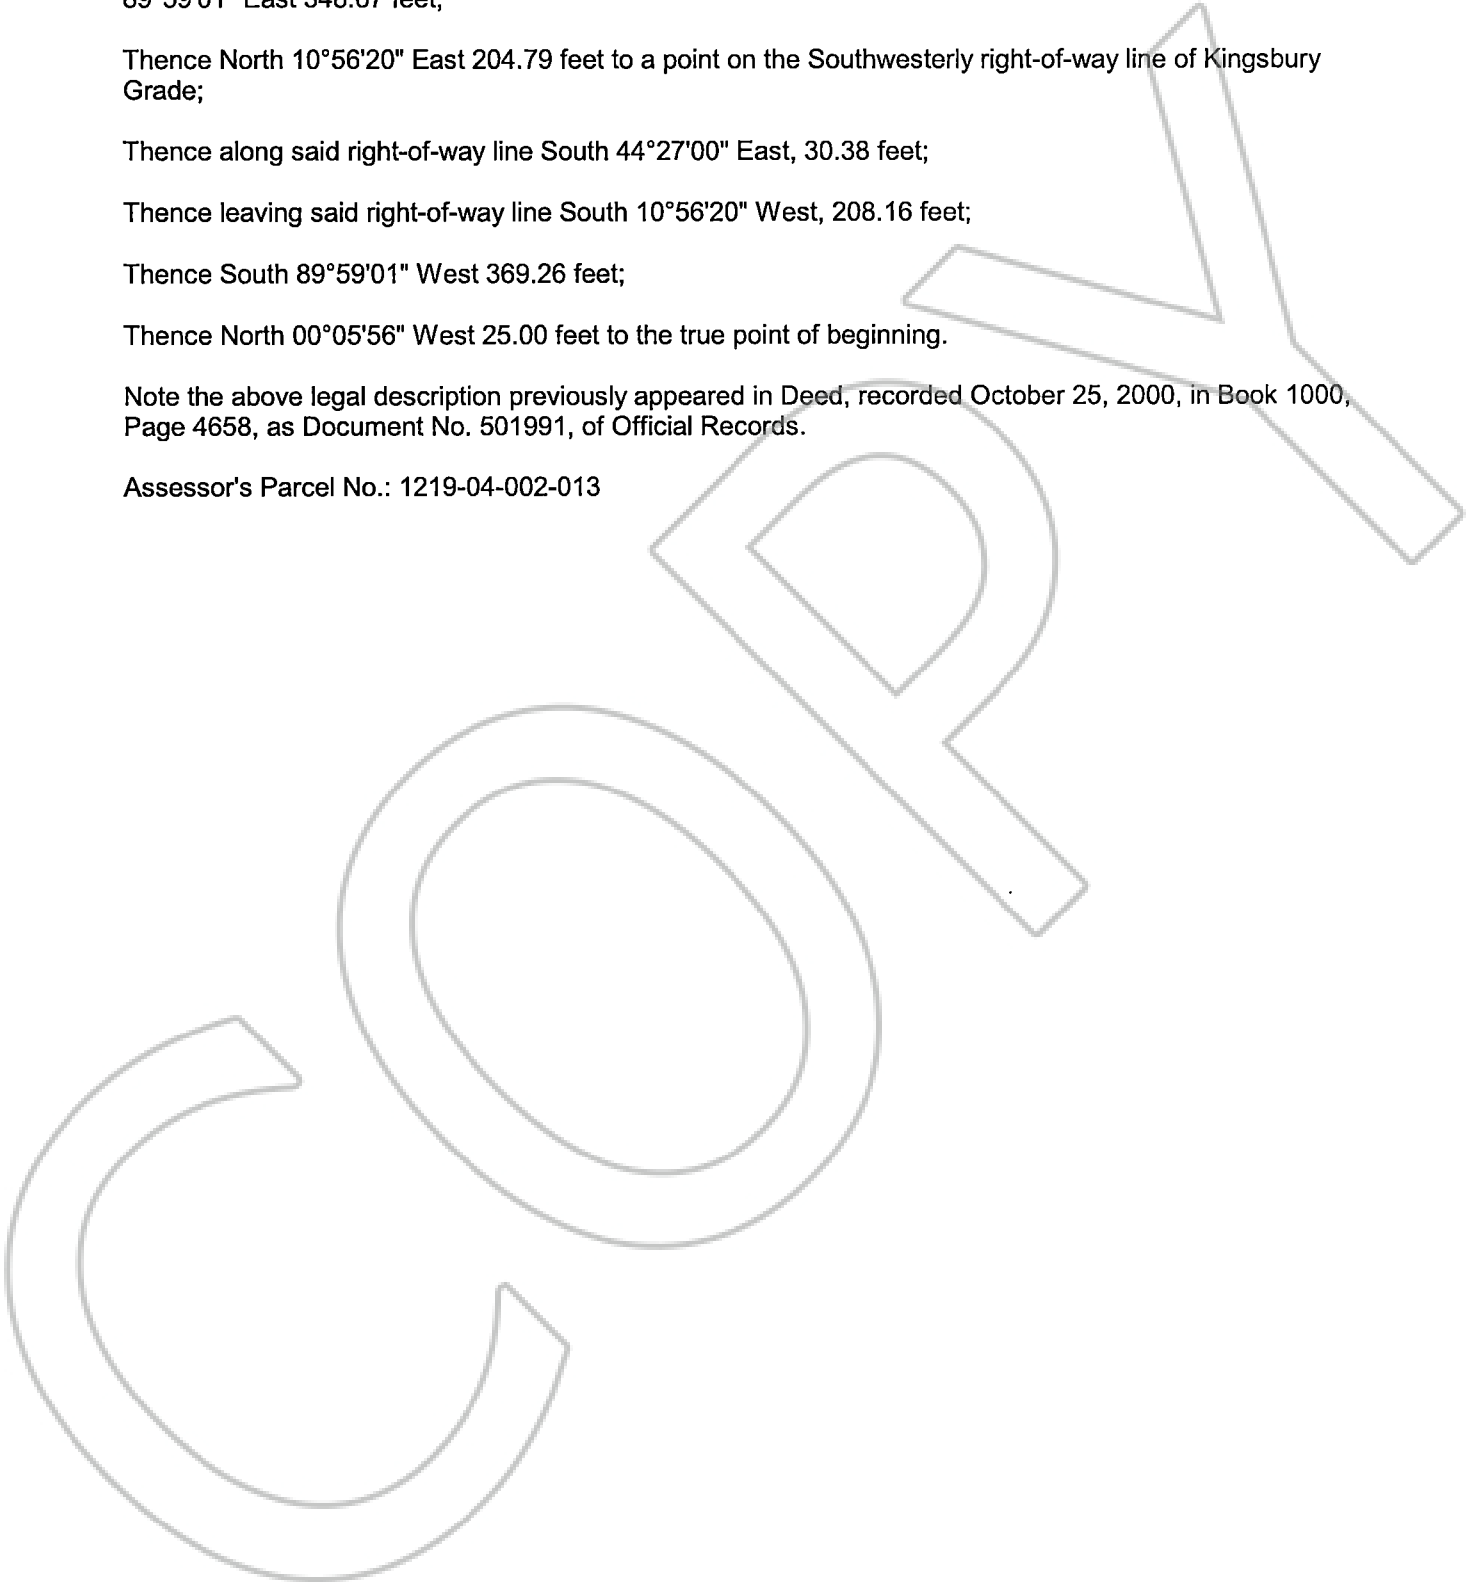 East
Thence North 10°56'20" East 204.79 feet to a point on the Southwesterly right-of-way line of Kingsbury
Grade;
Thence along said right-of-way line South 44°27'00" East, 30.38 feet;
Thence leaving said right-of-way line South 10°56'20" West, 208.16 feet;
Thence South 89°59'01" West 369.26 feet;
Thence North 00°05'56" West 25.00 feet to the true point of beginning.
Note the above legal description previously appeared in Deed, recorded October 25, 2000, in Book 1000,
Page 4658, as Document No. 501991, of Official Records.
Assessor's Parcel No.: 1219-04-002-013
COPY